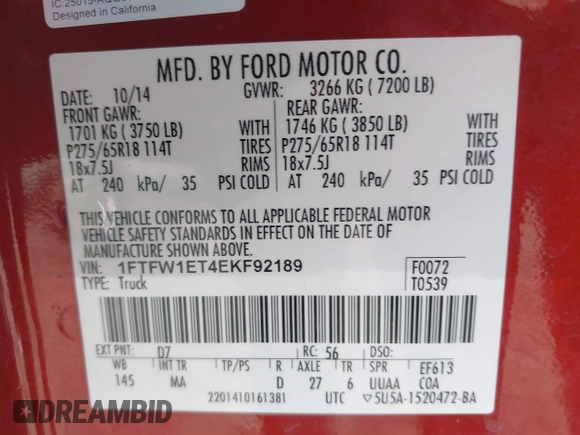 Designed in California
MFD. BY FORD MOTOR CO.
DATE: 10/14 GVWR: 3266 KG ( 7200 LB)
FRONT GAWR: REAR GAWR:
1701 KG ( 3750 LB) WITH 1746 KG ( 3850 LB) WITH
P275/65R18 114T TIRES P275/65R18 114T TIRES
18x7.5J RIMS 18x7.5J RIMS
AT 240 kPa/ 35 PSI COLD AT 240 kPa/ 35 PSI COLD
THIS VEHICLE CONFORMS TO ALL APPLICABLE FEDERAL MOTOR
VEHICLE SAFETY STANDARDS IN EFFECT ON THE DATE OF
MANUFACTURE SHOWN ABOVE.
VIN: 1FTFW1ET4EKF92189 F0072
TYPE: Truck T0539
EXT PNT: D7 RC: 56 DSO:
WB INT TR TP/PS R AXLE TR SPR EF613
145 MA D 27 6 UUAA COA
2201410161381 UTC ▽5U5A-1520472-BA
DREAMBID